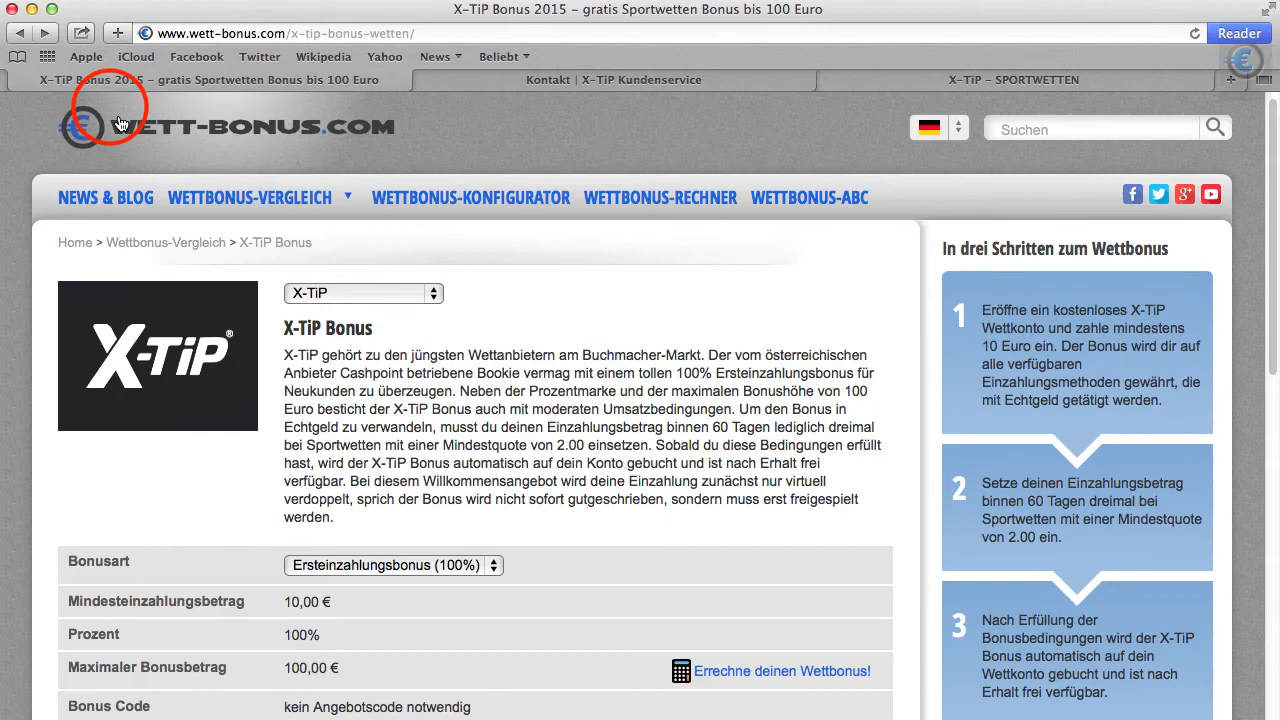 X-TiP Bonus 2015 – gratis Sportwetten Bonus bis 100 Euro
www.wett-bonus.com/x-tip-bonus-wetten/
Reader
Apple iCloud Facebook Twitter Wikipedia Yahoo News Beliebt
X-TiP Bonus 2015 – gratis Sportwetten Bonus bis 100 Euro
Kontakt | X-TiP Kundenservice
X-TiP – SPORTWETTEN
WETT-BONUS.COM
Suchen
NEWS & BLOG WETTBONUS-VERGLEICH WETTBONUS-KONFIGURATOR WETTBONUS-RECHNER WETTBONUS-ABC
Home > Wettbonus-Vergleich > X-TiP Bonus
X-TiP®
X-TiP
X-TiP Bonus
X-TiP gehört zu den jüngsten Wettanbietern am Buchmacher-Markt. Der vom österreichischen
Anbieter Cashpoint betriebene Bookie vermag mit einem tollen 100% Ersteinzahlungsbonus für
Neukunden zu überzeugen. Neben der Prozentmarke und der maximalen Bonushöhe von 100
Euro besticht der X-TiP Bonus auch mit moderaten Umsatzbedingungen. Um den Bonus in
Echtgeld zu verwandeln, musst du deinen Einzahlungsbetrag binnen 60 Tagen lediglich dreimal
bei Sportwetten mit einer Mindestquote von 2.00 einsetzen. Sobald du diese Bedingungen erfüllt
hast, wird der X-TiP Bonus automatisch auf dein Konto gebucht und ist nach Erhalt frei
verfügbar. Bei diesem Willkommensangebot wird deine Einzahlung zunächst nur virtuell
verdoppelt, sprich der Bonus wird nicht sofort gutgeschrieben, sondern muss erst freigespielt
werden.
Bonusart
Ersteinzahlungsbonus (100%)
Mindesteinzahlungsbetrag
10,00 €
Prozent
100%
Maximaler Bonusbetrag
100,00 €
Errechne deinen Wettbonus!
Bonus Code
kein Angebotscode notwendig
In drei Schritten zum Wettbonus
1
Eröffne ein kostenloses X-TiP
Wettkonto und zahle mindestens
10 Euro ein. Der Bonus wird dir auf
alle verfügbaren
Einzahlungsmethoden gewährt, die
mit Echtgeld getätigt werden.
2
Setze deinen Einzahlungsbetrag
binnen 60 Tagen dreimal bei
Sportwetten mit einer Mindestquote
von 2.00 ein.
3
Nach Erfüllung der
Bonusbedingungen wird der X-TiP
Bonus automatisch auf dein
Wettkonto gebucht und ist nach
Erhalt frei verfügbar.